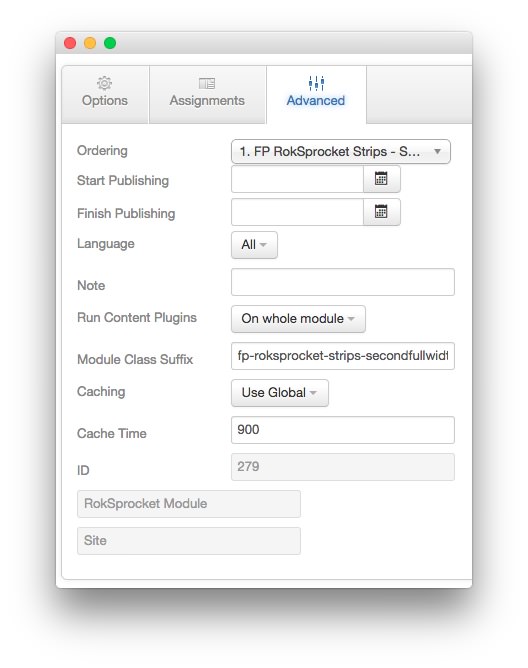 Options Assignments Advanced
Ordering 1. FP RokSprocket Strips - S...
Start Publishing
Finish Publishing
Language All
Note
Run Content Plugins On whole module
Module Class Suffix fp-roksprocket-strips-secondfullwidt
Caching Use Global
Cache Time 900
ID 279
RokSprocket Module
Site